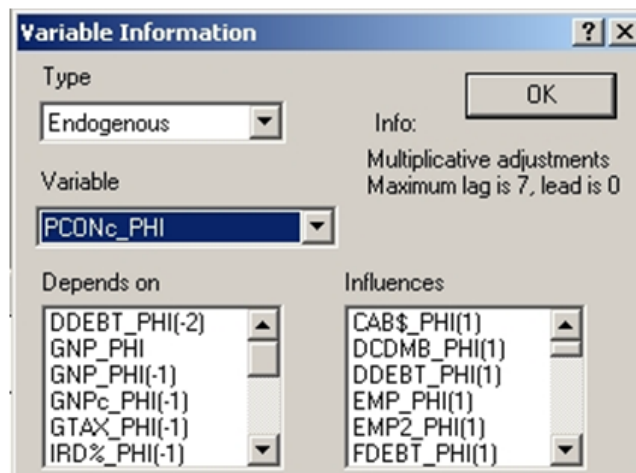 Variable Information
Type
OK
Endogenous
Info:
Multiplicative adjustments
Maximum lag is 7, lead is 0
Variable
PCONc_PHI
Depends on
Influences
DDEBT_PHI(-2)
GNP_PHI
GNP_PHI(-1)
GNPc_PHI(-1)
GTAX_PHI(-1)
IRD%_PHI(-1)
CAB$_PHI(1)
DCDMB_PHI(1)
DDEBT_PHI(1)
EMP_PHI(1)
EMP2_PHI(1)
FDEBT_PHI(1)